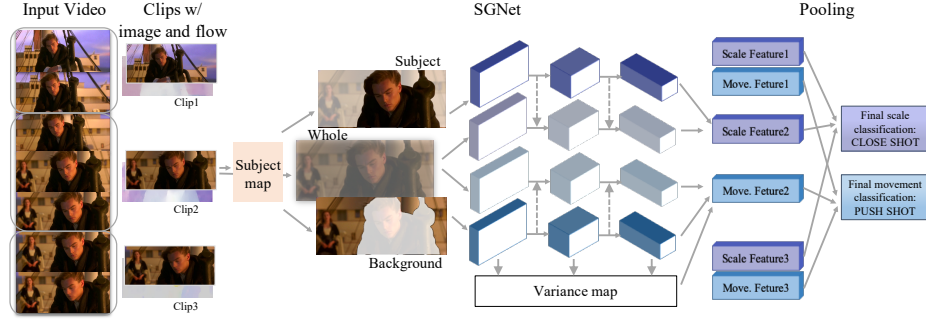 Input Video
Clips w/
image and flow
SGNet
Pooling
Clip1
Clip2
Clip3
Subject
map
Subject
Whole
Background
Variance map
Scale Feature1
Move. Feture1
Scale Feature2
Move. Feture2
Scale Feature3
Move. Feture3
Final scale
classification:
CLOSE SHOT
Final movement
classification:
PUSH SHOT